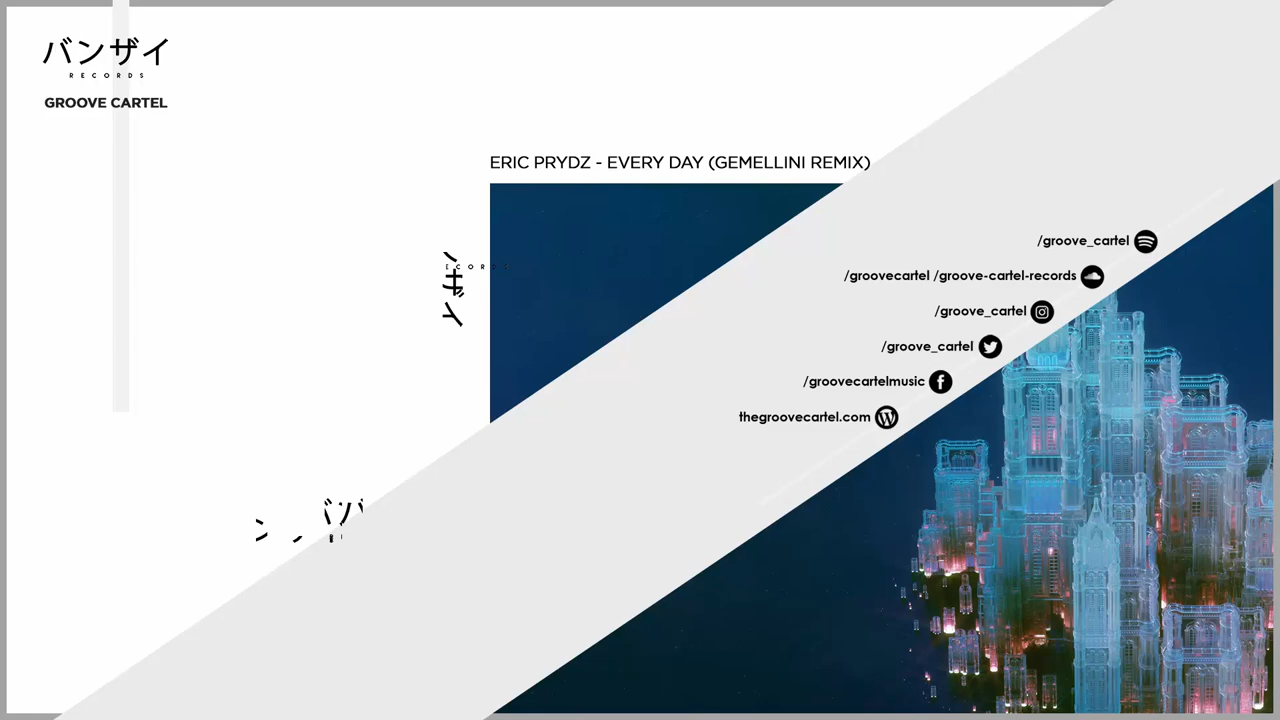 バンザイ
RECORDS
GROOVE CARTEL
ERIC PRYDZ - EVERY DAY (GEMELLINI REMIX)
/groove_cartel
/groovecartel /groove-cartel-records
/groove_cartel
/groove_cartel
/groovecartelmusic
thegroovecartel.com